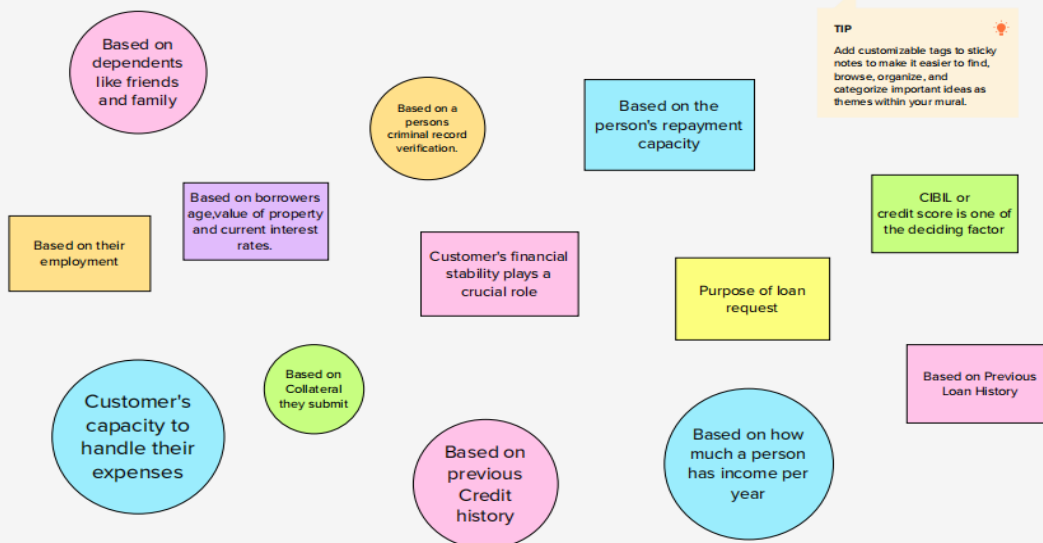 Based on
dependents
like friends
and family
TIP
Add customizable tags to sticky
notes to make it easier to find,
browse, organize, and
categorize important ideas as
themes within your mural.
Based on a
persons
criminal record
verification.
Based on the
person's repayment
capacity
Based on borrowers
age,value of property
and current interest
rates.
CIBIL or
credit score is one of
the deciding factor
Based on their
employment
Customer's financial
stability plays a
crucial role
Purpose of loan
request
Based on
Collateral
they submit
Based on Previous
Loan History
Customer's
capacity to
handle their
expenses
Based on
previous
Credit
history
Based on how
much a person
has income per
year